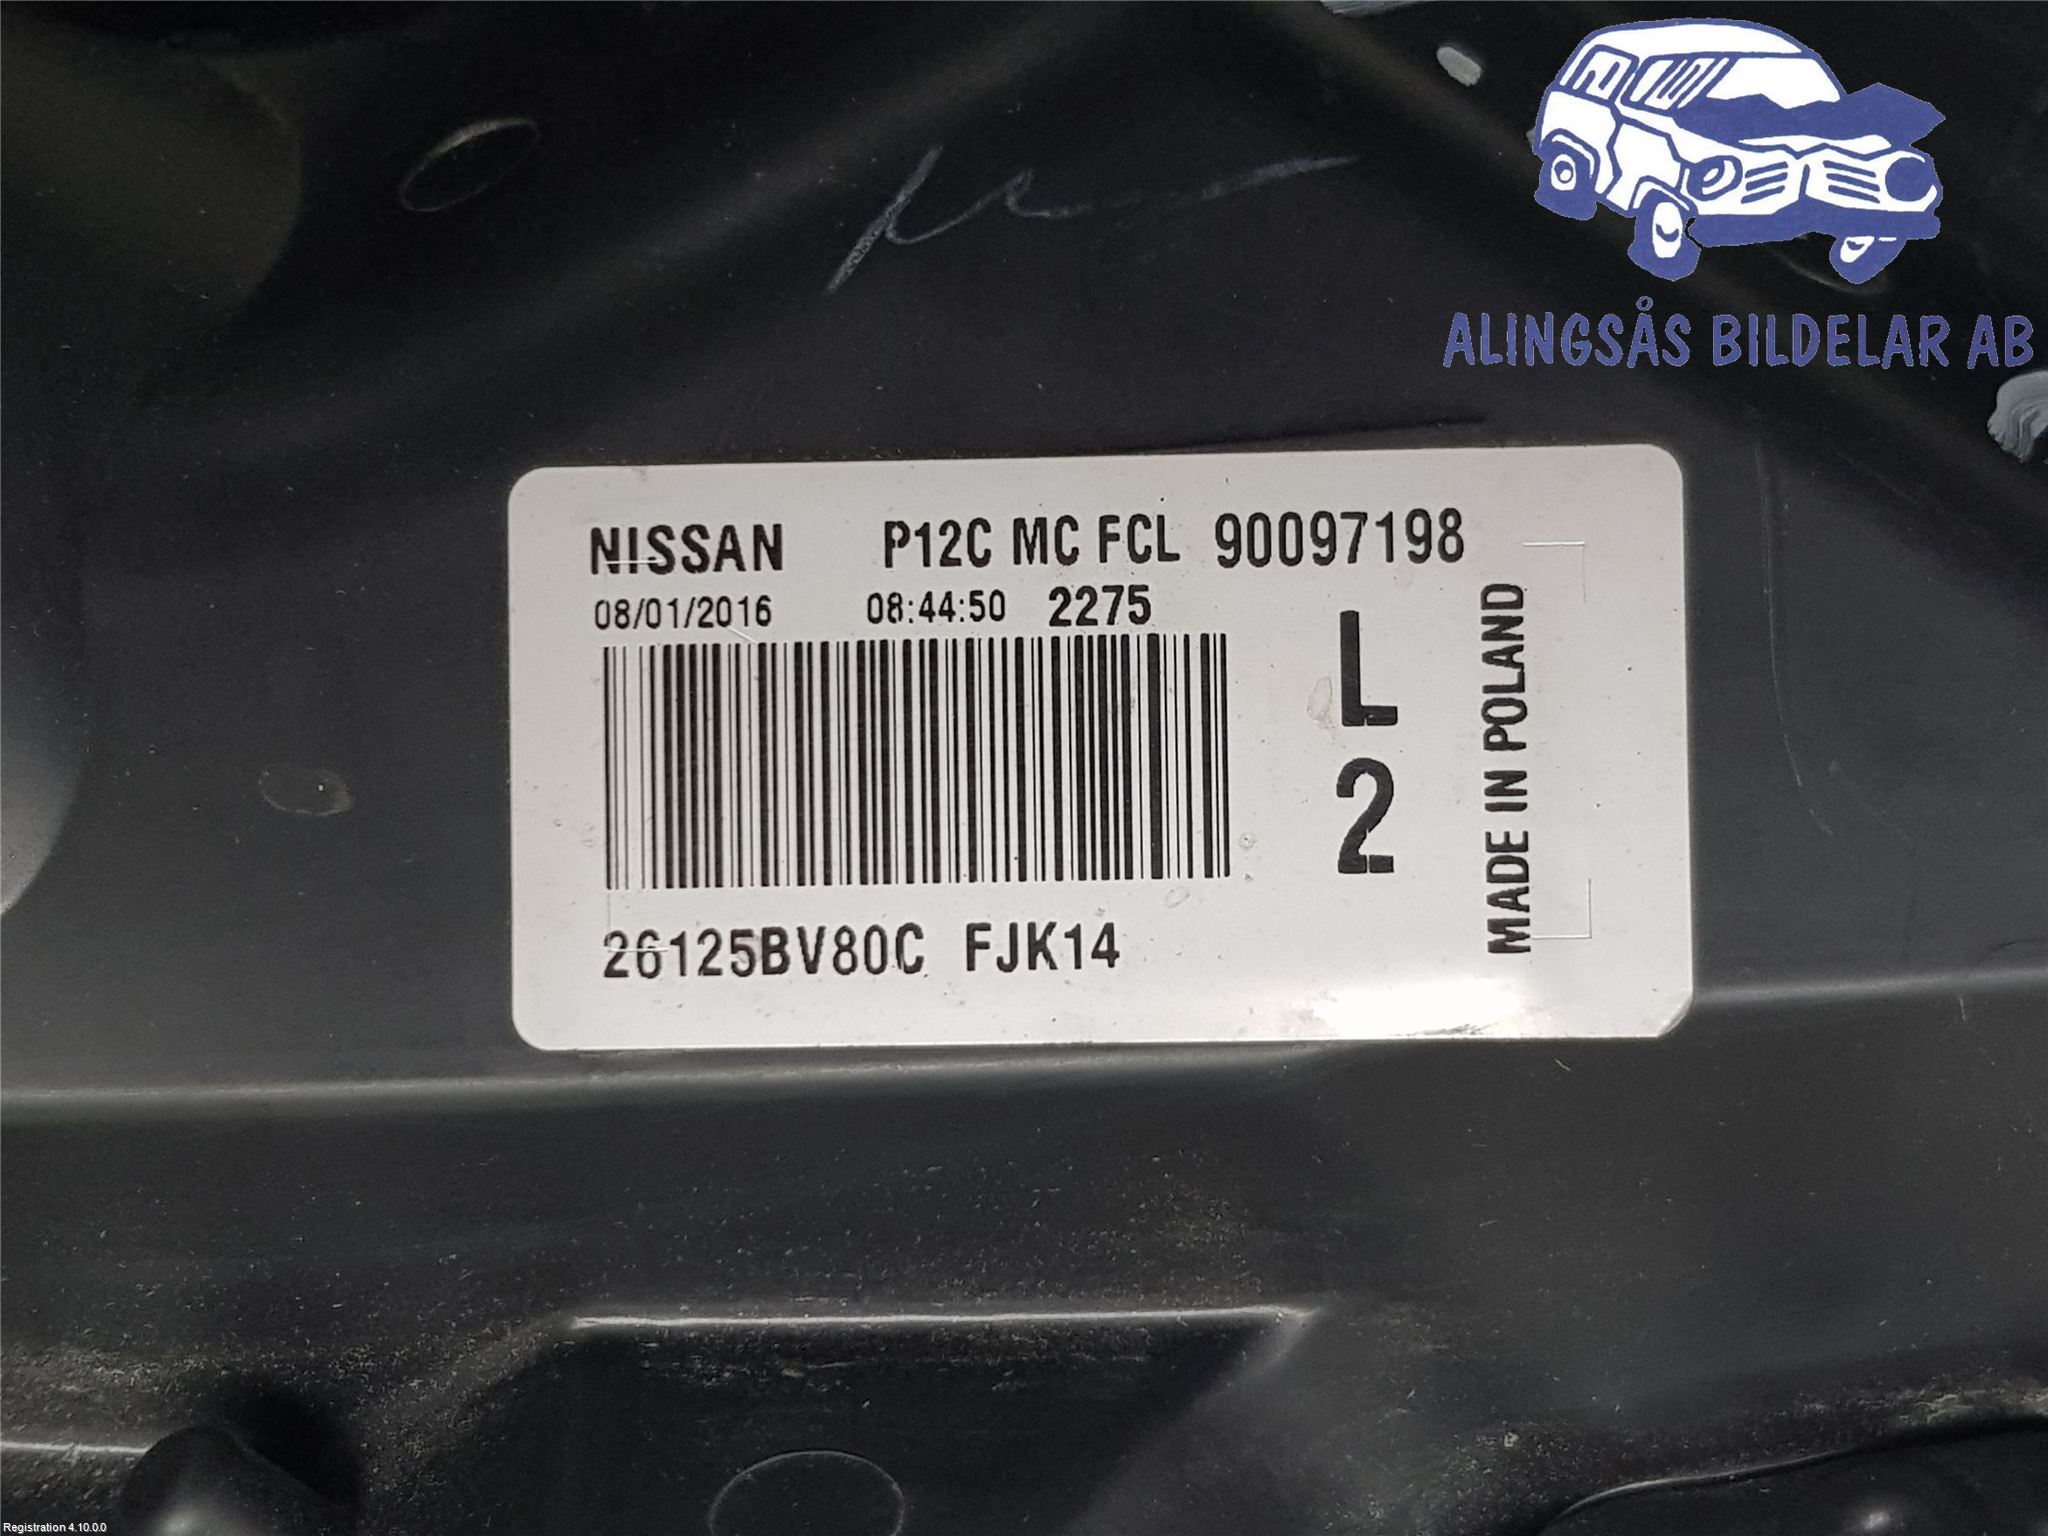 ALINGSÅS BILDELAR AB
NISSAN P12C MC FCL 90097198
08/01/2016 08:44:50 2275
L
2
MADE IN POLAND
26125BV80C FJK14
Registration 4.10.0.0